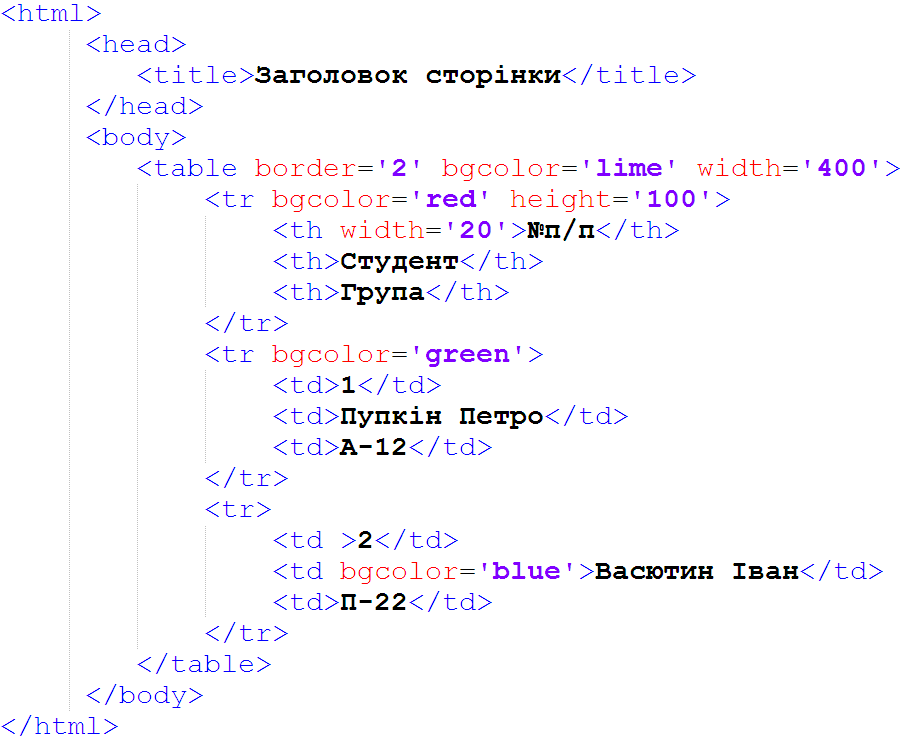 <html>
<head>
<title>Заголовок сторінки</title>
</head>
<body>
<table border='2' bgcolor='lime' width='400'>
<tr bgcolor='red' height='100'>
<th width='20'>№п/п</th>
<th>Студент</th>
<th>Група</th>
</tr>
<tr bgcolor='green'>
<td>1</td>
<td>Пупкін Петро</td>
<td>А-12</td>
</tr>
<tr>
<td >2</td>
<td bgcolor='blue'>Васютин Іван</td>
<td>П-22</td>
</tr>
</table>
</body>
</html>